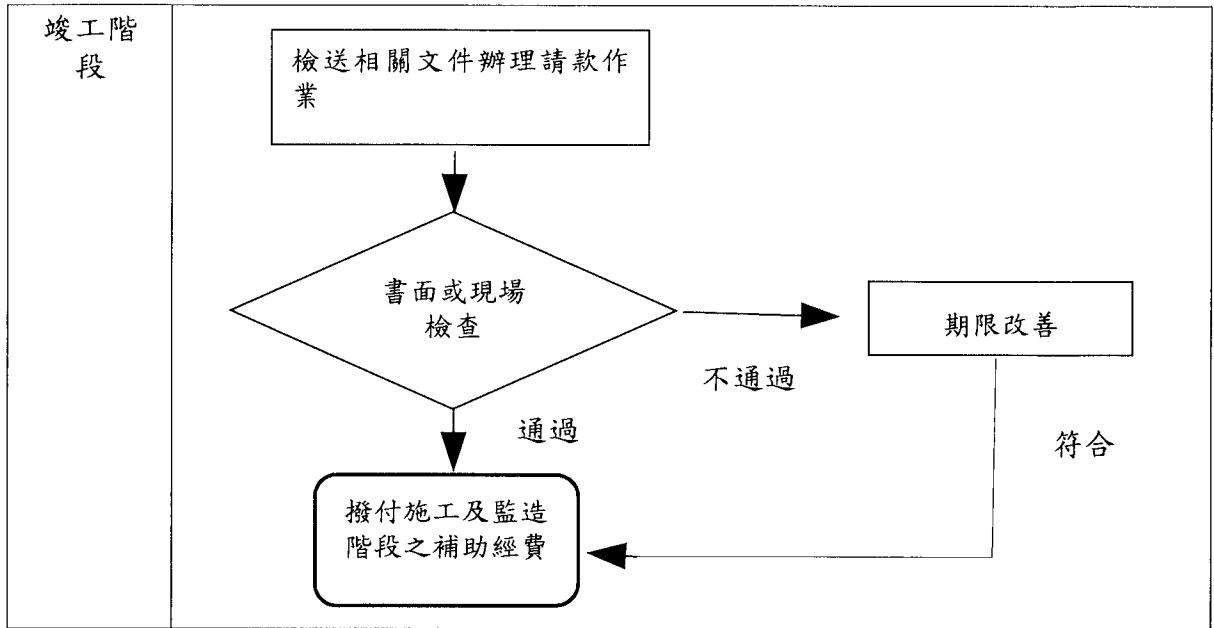 竣工階
段
檢送相關文件辦理請款作
業
書面或現場
檢查
期限改善
不通過
通過
符合
撥付施工及監造
階段之補助經費